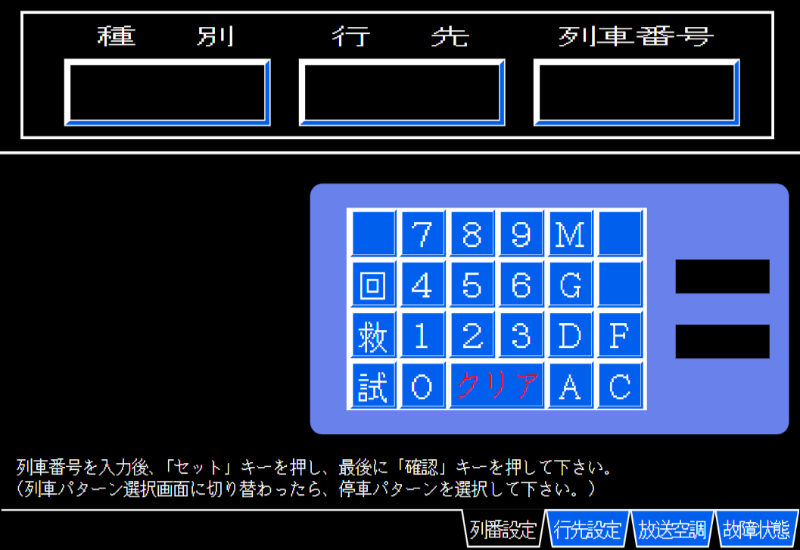 種 別 行 先 列車番号
7 8 9 M
回 4 5 6 G
救 1 2 3 D F
試 0 クリア A C
列車番号を入力後、「セット」キーを押し、最後に「確認」キーを押して下さい。
(列車パターン選択画面に切り替わったら、停車パターンを選択して下さい。)
列番設定 行先設定 放送空調 故障状態